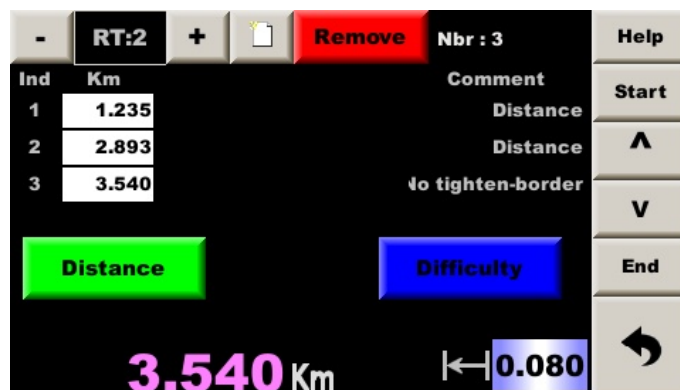 - RT:2 + Remove Nbr : 3 Help
Ind Km Comment Start
1 1.235 Distance
2 2.893 Distance ʌ
3 3.540 No tighten-border
v
Distance Difficulty End
3.540 Km 0.080